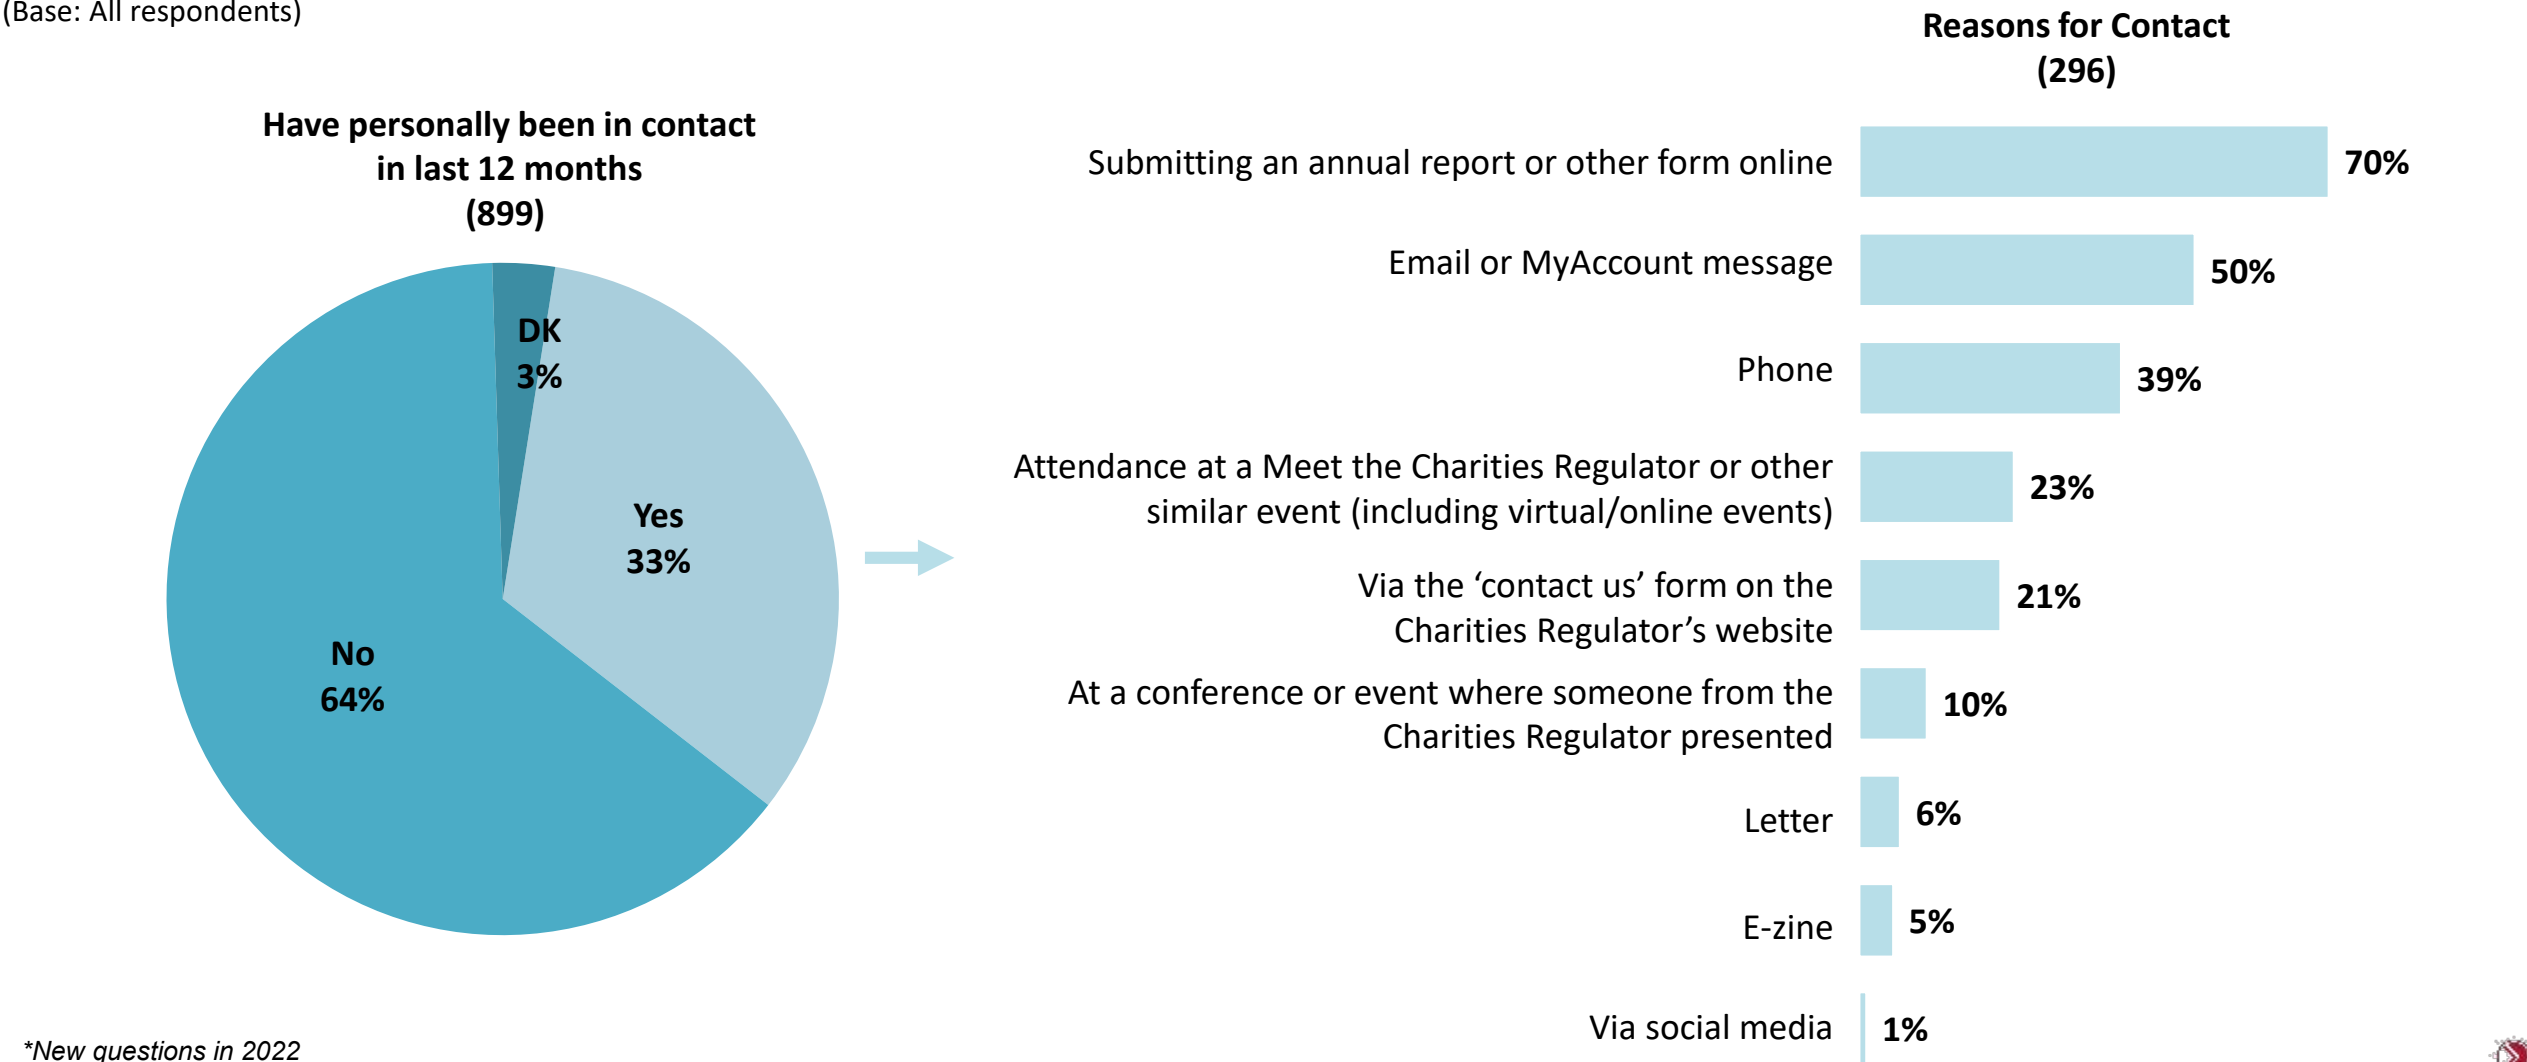 (Base: All respondents)
Have personally been in contact
in last 12 months
(899)
DK
3%
Yes
33%
No
64%
Reasons for Contact
(296)
Submitting an annual report or other form online
70%
Email or MyAccount message
50%
Phone
39%
Attendance at a Meet the Charities Regulator or other
similar event (including virtual/online events)
23%
Via the ‘contact us’ form on the
Charities Regulator’s website
21%
At a conference or event where someone from the
Charities Regulator presented
10%
Letter
6%
E-zine
5%
Via social media
1%
*New questions in 2022